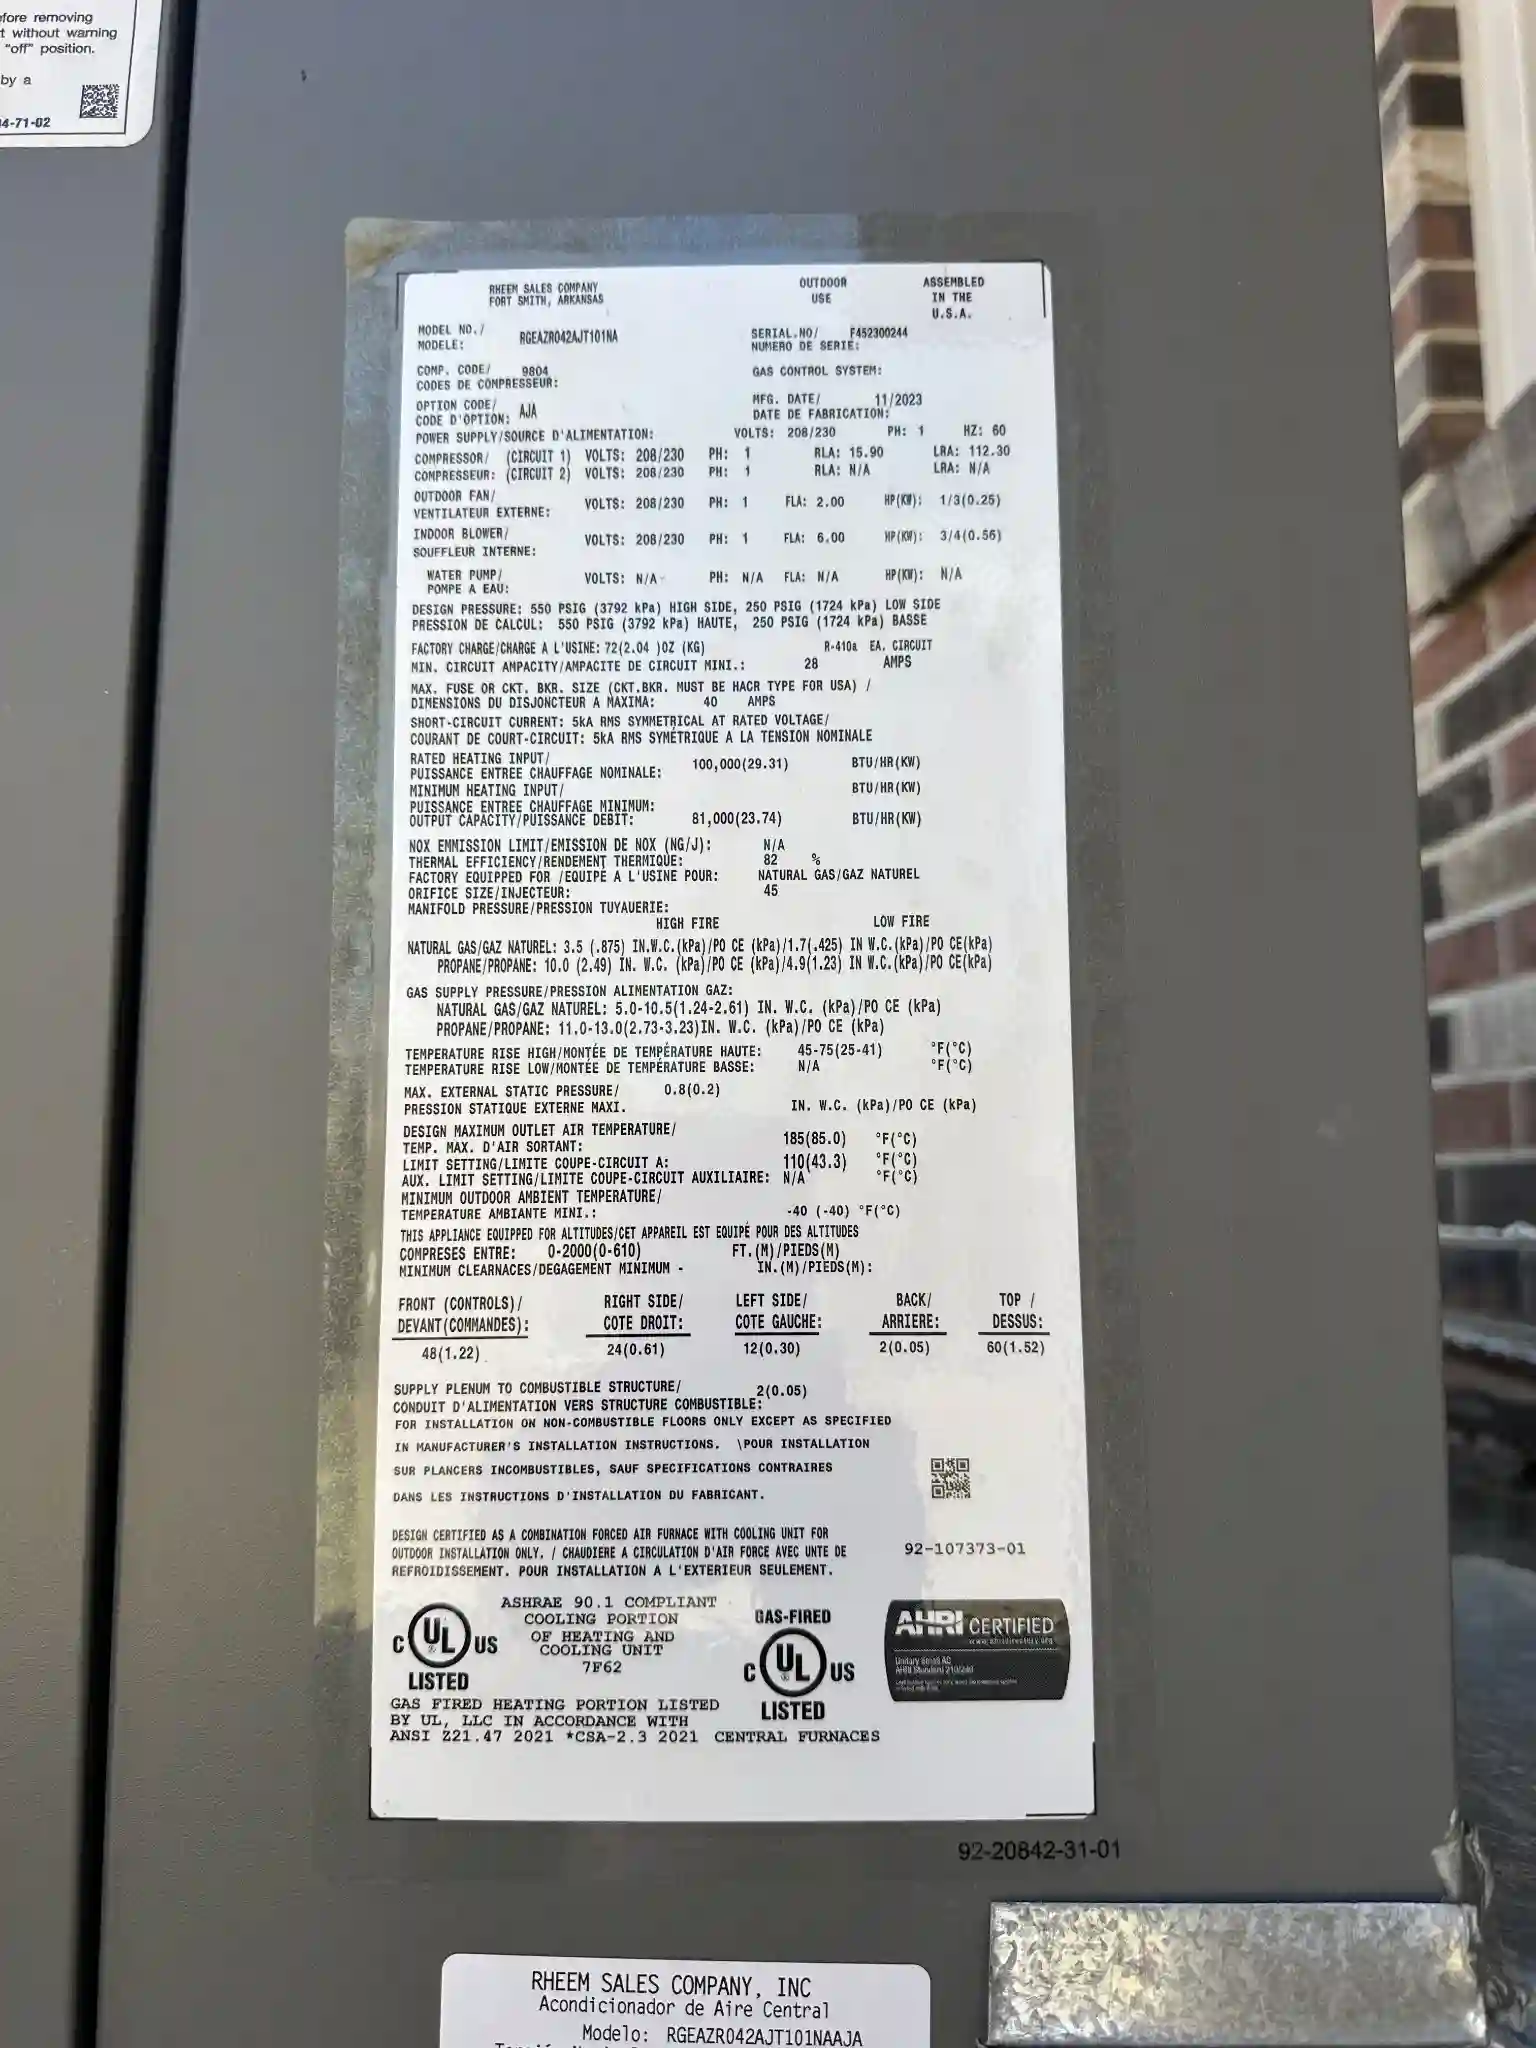 efore removing
t without warning
"off" position.
by a
4-71-02
RHEEM SALES COMPANY
FORT SMITH, ARKANSAS
OUTDOOR
USE
ASSEMBLED
IN THE
U.S.A.
MODEL NO./
MODELE: RGEAZR042AJT101NA
SERIAL.NO/ F452300244
NUMERO DE SERIE:
COMP. CODE/ 9804
CODES DE COMPRESSEUR:
GAS CONTROL SYSTEM:
OPTION CODE/ AJA
CODE D'OPTION:
MFG. DATE/ 11/2023
DATE DE FABRICATION:
POWER SUPPLY/SOURCE D'ALIMENTATION: VOLTS: 208/230 PH: 1 HZ: 60
COMPRESSOR/ (CIRCUIT 1) VOLTS: 208/230 PH: 1 RLA: 15.90 LRA: 112.30
COMPRESSEUR: (CIRCUIT 2) VOLTS: 208/230 PH: 1 RLA: N/A LRA: N/A
OUTDOOR FAN/
VENTILATEUR EXTERNE: VOLTS: 208/230 PH: 1 FLA: 2.00 HP(KW): 1/3(0.25)
INDOOR BLOWER/
SOUFFLEUR INTERNE: VOLTS: 208/230 PH: 1 FLA: 6.00 HP(KW): 3/4(0.56)
WATER PUMP/
POMPE A EAU: VOLTS: N/A PH: N/A FLA: N/A HP(KW): N/A
DESIGN PRESSURE: 550 PSIG (3792 kPa) HIGH SIDE, 250 PSIG (1724 kPa) LOW SIDE
PRESSION DE CALCUL: 550 PSIG (3792 kPa) HAUTE, 250 PSIG (1724 kPa) BASSE
FACTORY CHARGE/CHARGE A L'USINE: 72(2.04 )OZ (KG) R-410a EA. CIRCUIT
MIN. CIRCUIT AMPACITY/AMPACITE DE CIRCUIT MINI.: 28 AMPS
MAX. FUSE OR CKT. BKR. SIZE (CKT.BKR. MUST BE HACR TYPE FOR USA) /
DIMENSIONS DU DISJONCTEUR A MAXIMA: 40 AMPS
SHORT-CIRCUIT CURRENT: 5kA RMS SYMMETRICAL AT RATED VOLTAGE/
COURANT DE COURT-CIRCUIT: 5kA RMS SYMÉTRIQUE A LA TENSION NOMINALE
RATED HEATING INPUT/
PUISSANCE ENTREE CHAUFFAGE NOMINALE: 100,000(29.31) BTU/HR(KW)
MINIMUM HEATING INPUT/ BTU/HR(KW)
PUISSANCE ENTREE CHAUFFAGE MINIMUM:
OUTPUT CAPACITY/PUISSANCE DEBIT: 81,000(23.74) BTU/HR(KW)
NOX EMMISSION LIMIT/EMISSION DE NOX (NG/J): N/A
THERMAL EFFICIENCY/RENDEMENT THERMIQUE: 82 %
FACTORY EQUIPPED FOR /EQUIPE A L'USINE POUR: NATURAL GAS/GAZ NATUREL
ORIFICE SIZE/INJECTEUR: 45
MANIFOLD PRESSURE/PRESSION TUYAUERIE:
HIGH FIRE LOW FIRE
NATURAL GAS/GAZ NATUREL: 3.5 (.875) IN.W.C.(kPa)/PO CE (kPa)/1.7(.425) IN W.C.(kPa)/PO CE(kPa)
PROPANE/PROPANE: 10.0 (2.49) IN. W.C. (kPa)/PO CE (kPa)/4.9(1.23) IN W.C.(kPa)/PO CE(kPa)
GAS SUPPLY PRESSURE/PRESSION ALIMENTATION GAZ:
NATURAL GAS/GAZ NATUREL: 5.0-10.5(1.24-2.61) IN. W.C. (kPa)/PO CE (kPa)
PROPANE/PROPANE: 11.0-13.0(2.73-3.23)IN. W.C. (kPa)/PO CE (kPa)
TEMPERATURE RISE HIGH/MONTÉE DE TEMPÉRATURE HAUTE: 45-75(25-41) °F(°C)
TEMPERATURE RISE LOW/MONTÉE DE TEMPÉRATURE BASSE: N/A °F(°C)
MAX. EXTERNAL STATIC PRESSURE/ 0.8(0.2)
PRESSION STATIQUE EXTERNE MAXI. IN. W.C. (kPa)/PO CE (kPa)
DESIGN MAXIMUM OUTLET AIR TEMPERATURE/
TEMP. MAX. D'AIR SORTANT: 185(85.0) °F(°C)
LIMIT SETTING/LIMITE COUPE-CIRCUIT A: 110(43.3) °F(°C)
AUX. LIMIT SETTING/LIMITE COUPE-CIRCUIT AUXILIAIRE: N/A °F(°C)
MINIMUM OUTDOOR AMBIENT TEMPERATURE/
TEMPERATURE AMBIANTE MINI.: -40 (-40) °F(°C)
THIS APPLIANCE EQUIPPED FOR ALTITUDES/CET APPAREIL EST EQUIPÉ POUR DES ALTITUDES
COMPRESES ENTRE: 0-2000(0-610) FT.(M)/PIEDS(M)
MINIMUM CLEARNACES/DEGAGEMENT MINIMUM - IN.(M)/PIEDS(M):
FRONT (CONTROLS)/ RIGHT SIDE/ LEFT SIDE/ BACK/ TOP /
DEVANT(COMMANDES): COTE DROIT: COTE GAUCHE: ARRIERE: DESSUS:
48(1.22) 24(0.61) 12(0.30) 2(0.05) 60(1.52)
SUPPLY PLENUM TO COMBUSTIBLE STRUCTURE/ 2(0.05)
CONDUIT D'ALIMENTATION VERS STRUCTURE COMBUSTIBLE:
FOR INSTALLATION ON NON-COMBUSTIBLE FLOORS ONLY EXCEPT AS SPECIFIED
IN MANUFACTURER'S INSTALLATION INSTRUCTIONS. \POUR INSTALLATION
SUR PLANCERS INCOMBUSTIBLES, SAUF SPECIFICATIONS CONTRAIRES
DANS LES INSTRUCTIONS D'INSTALLATION DU FABRICANT.
DESIGN CERTIFIED AS A COMBINATION FORCED AIR FURNACE WITH COOLING UNIT FOR
OUTDOOR INSTALLATION ONLY. / CHAUDIERE A CIRCULATION D'AIR FORCE AVEC UNTE DE
REFROIDISSEMENT. POUR INSTALLATION A L'EXTERIEUR SEULEMENT.
92-107373-01
C UL US
LISTED
ASHRAE 90.1 COMPLIANT
COOLING PORTION
OF HEATING AND
COOLING UNIT
7F62
GAS-FIRED
C UL US
LISTED
AHRI CERTIFIED
www.ahridirectory.org
Unitary Small AC
AHRI Standard 210/240
GAS FIRED HEATING PORTION LISTED
BY UL, LLC IN ACCORDANCE WITH
ANSI Z21.47 2021 *CSA-2.3 2021 CENTRAL FURNACES
92-20842-31-01
RHEEM SALES COMPANY, INC
Acondicionador de Aire Central
Modelo: RGEAZR042AJT101NAAJA